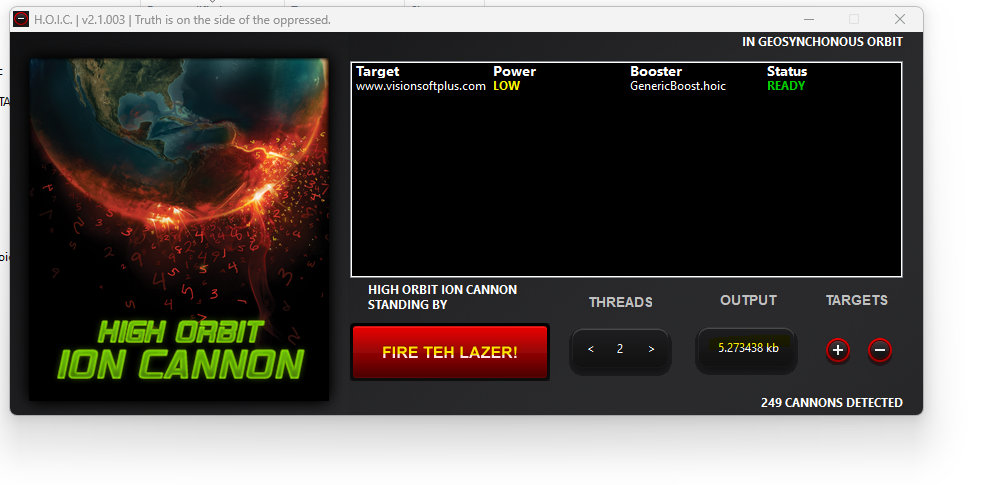 H.O.I.C. | v2.1.003 | Truth is on the side of the oppressed.
IN GEOSYNCHONOUS ORBIT
Target Power Booster Status
www.visionsoftplus.com LOW GenericBoost.hoic READY
HIGH ORBIT
ION CANNON
HIGH ORBIT ION CANNON
STANDING BY
THREADS OUTPUT TARGETS
FIRE TEH LAZER!
< 2 >
5.273438 kb
+ −
249 CANNONS DETECTED